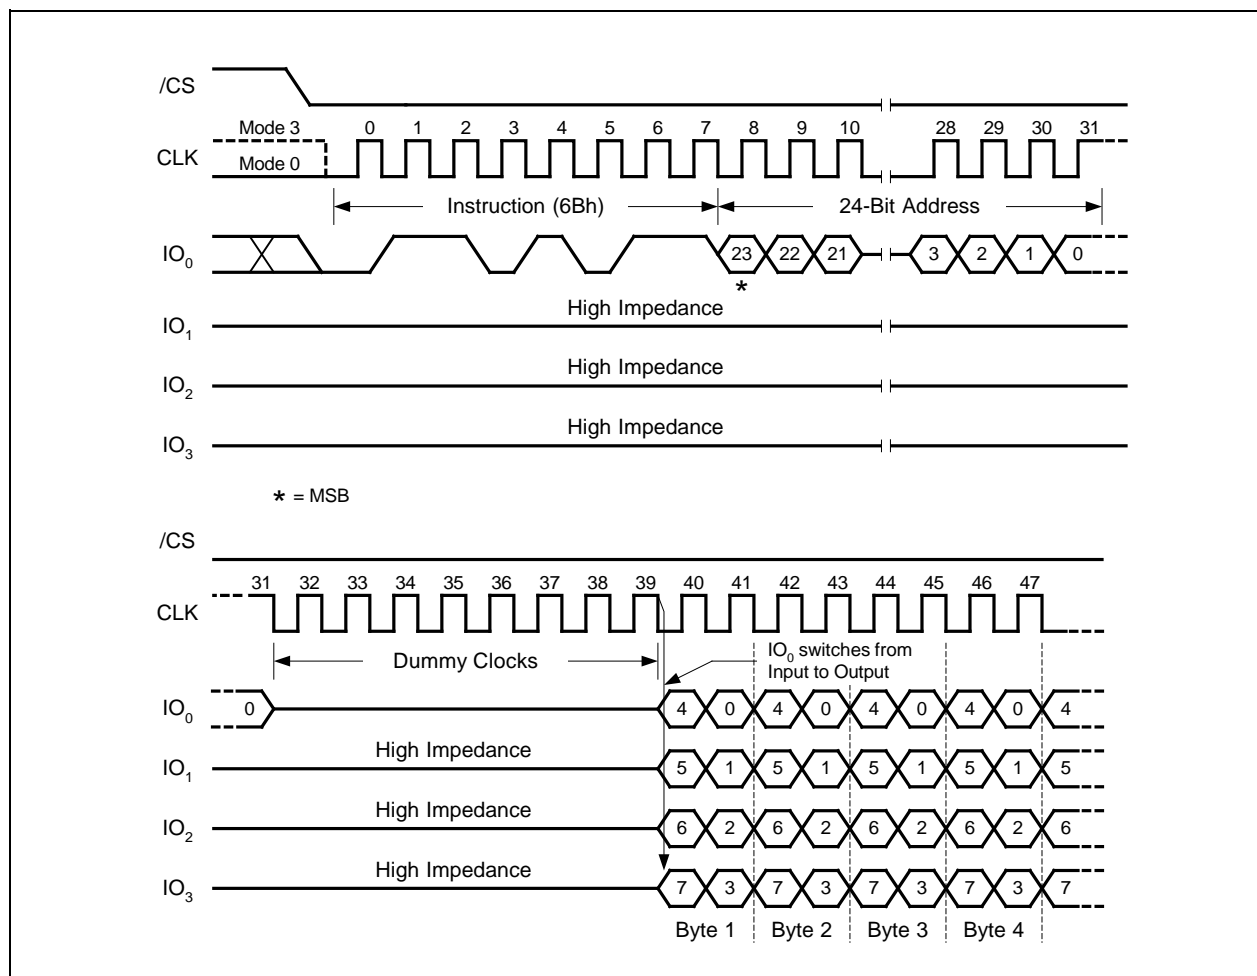 /CS
Mode 3 0 1 2 3 4 5 6 7 8 9 10 28 29 30 31
CLK
Mode 0
Instruction (6Bh) 24-Bit Address
IO0 23 22 21 3 2 1 0
*
High Impedance
IO1
High Impedance
IO2
High Impedance
IO3
* = MSB
/CS
31 32 33 34 35 36 37 38 39 40 41 42 43 44 45 46 47
CLK
Dummy Clocks
IO0 switches from
Input to Output
IO0 0 4 0 4 0 4 0 4 0 4
High Impedance
IO1 5 1 5 1 5 1 5 1 5
High Impedance
IO2 6 2 6 2 6 2 6 2 6
High Impedance
IO3 7 3 7 3 7 3 7 3 7
Byte 1 Byte 2 Byte 3 Byte 4